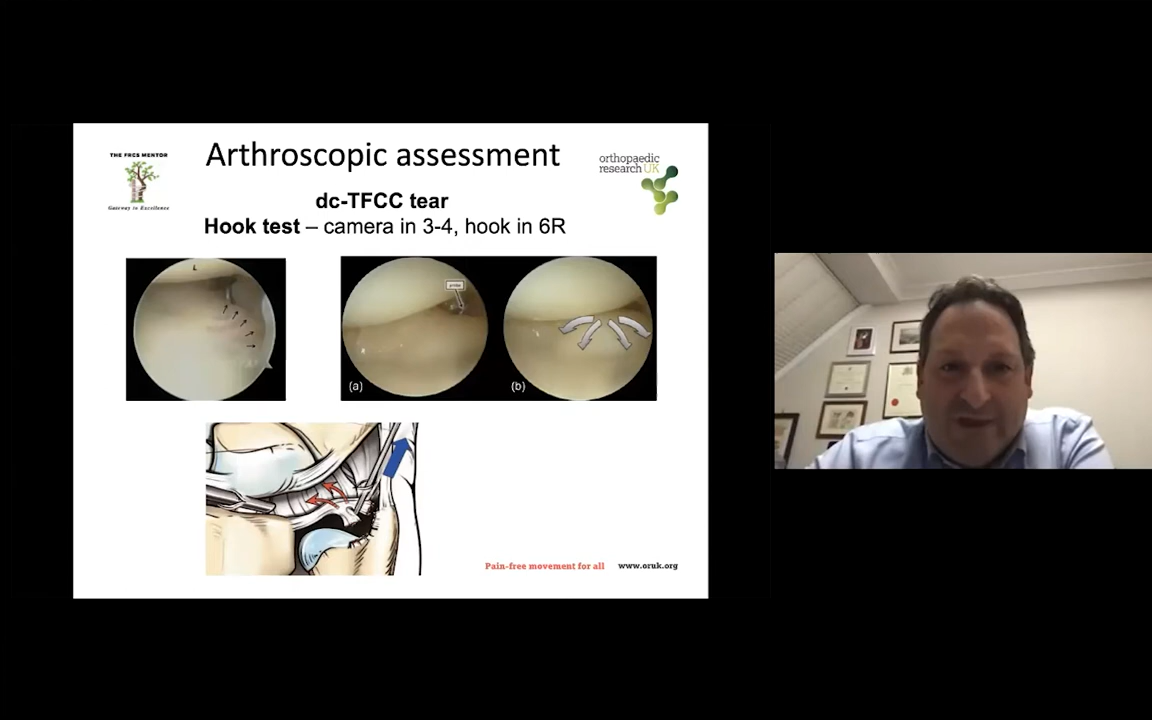 THE FRCS MENTOR
Gateway to Excellence
Arthroscopic assessment
orthopaedic
research UK
dc-TFCC tear
Hook test – camera in 3-4, hook in 6R
L
probe
(a)
(b)
Pain-free movement for all
www.oruk.org